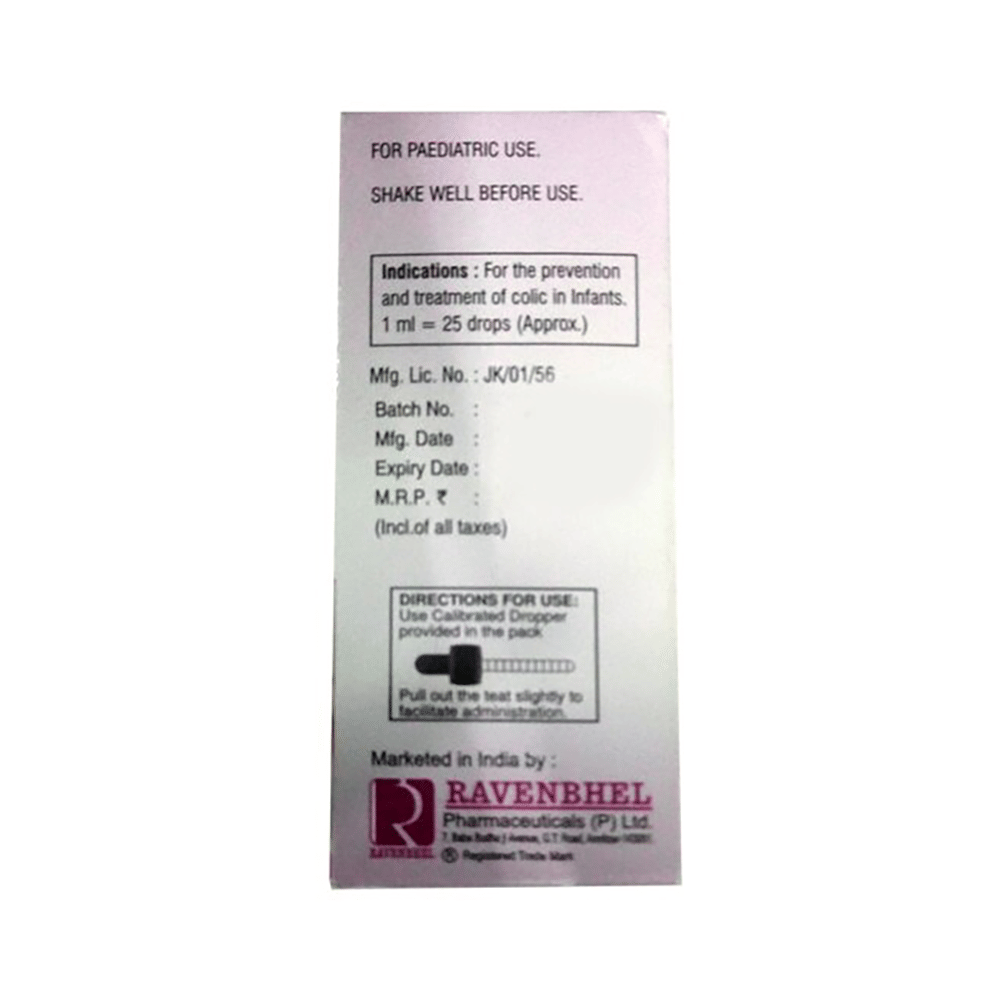 FOR PAEDIATRIC USE.
SHAKE WELL BEFORE USE.
Indications : For the prevention
and treatment of colic in Infants.
1 ml = 25 drops (Approx.)
Mfg. Lic. No. : JK/01/56
Batch No. :
Mfg. Date :
Expiry Date :
M.R.P. ₹ :
(Incl.of all taxes)
DIRECTIONS FOR USE:
Use Calibrated Dropper
provided in the pack
Pull out the teat slightly to
facilitate administration.
Marketed in India by :
RAVENBHEL
Pharmaceuticals (P) Ltd.
Avenue, G.T. Road,
RAVENBHEL ® Registered Trade Mark